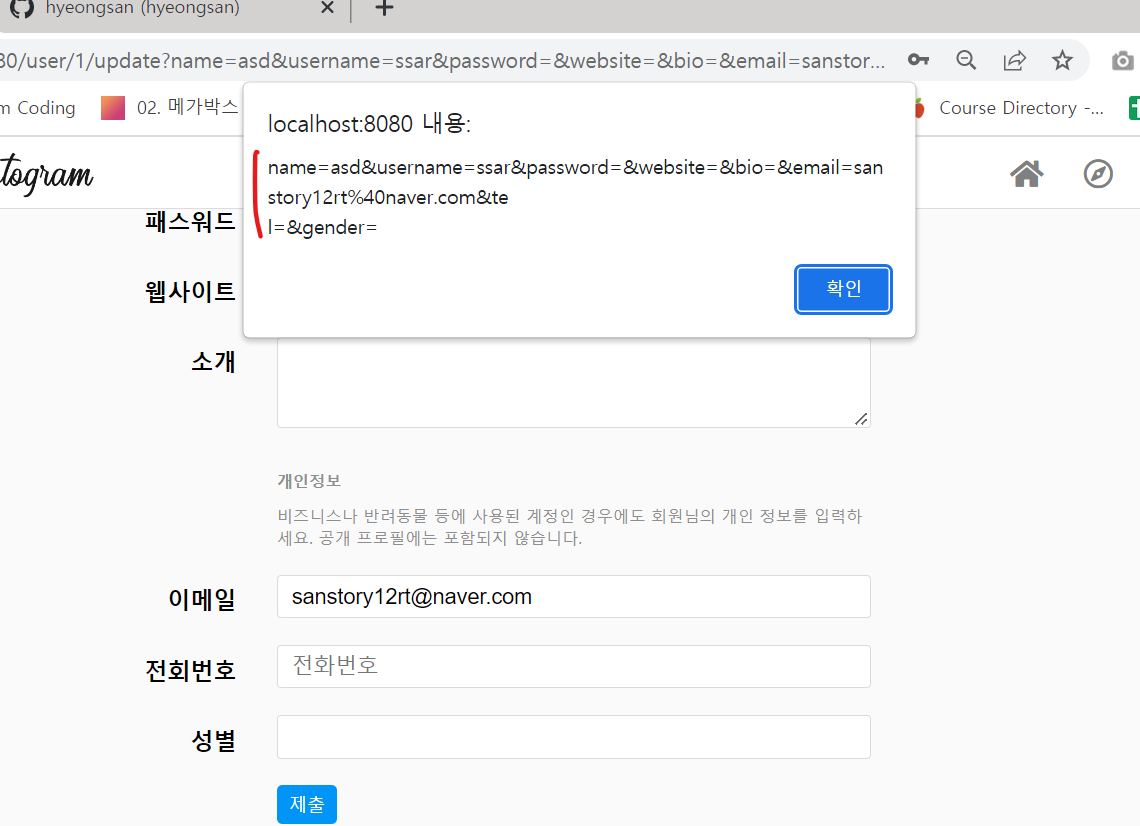 hyeongsan (hyeongsan)
80/user/1/update?name=asd&username=ssar&password=&website=&bio=&email=sanstor...
m Coding
02. 메가박스
Course Directory -...
localhost:8080 내용:
name=asd&username=ssar&password=&website=&bio=&email=san
story12rt%40naver.com&te
l=&gender=
확인
togram
패스워드
웹사이트
소개
개인정보
비즈니스나 반려동물 등에 사용된 계정인 경우에도 회원님의 개인 정보를 입력하
세요. 공개 프로필에는 포함되지 않습니다.
이메일
sanstory12rt@naver.com
전회번호
전화번호
성별
제출